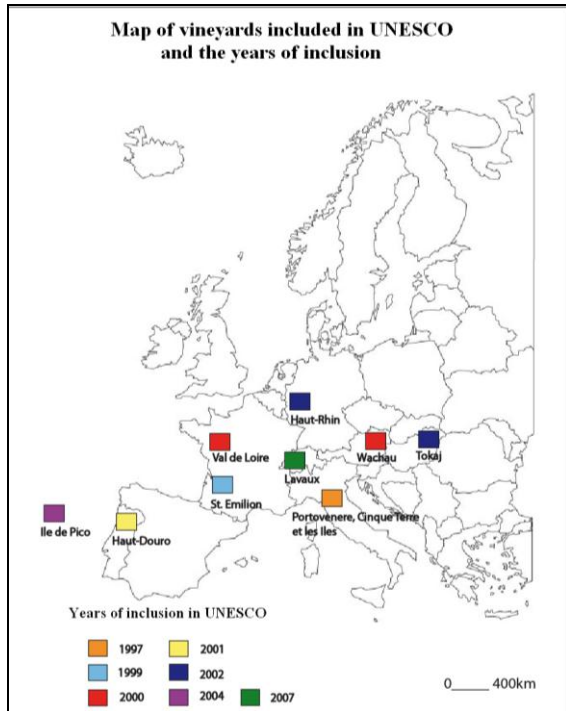 Map of vineyards included in UNESCO
and the years of inclusion
Haut-Rhin
Val de Loire
Wachau
Tokaj
Lavaux
St. Emilion
Portovenere, Cinque Terre
et les Iles
Ile de Pico
Haut-Douro
Years of inclusion in UNESCO
1997
2001
1999
2002
2000
2004
2007
0_____ 400km